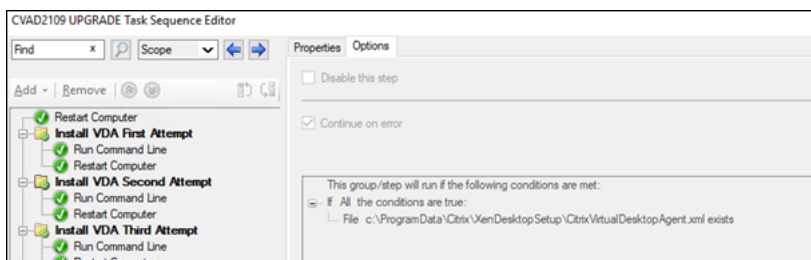 CVAD2109 UPGRADE Task Sequence Editor
Find x Scope
Properties Options
Add Remove
Disable this step
Continue on error
Restart Computer
Install VDA First Attempt
Run Command Line
Restart Computer
Install VDA Second Attempt
Run Command Line
Restart Computer
Install VDA Third Attempt
Run Command Line
This group/step will run if the following conditions are met:
If All the conditions are true:
File c:\ProgramData\Citrix\XenDesktopSetup\CitrixVirtualDesktopAgent.xml exists